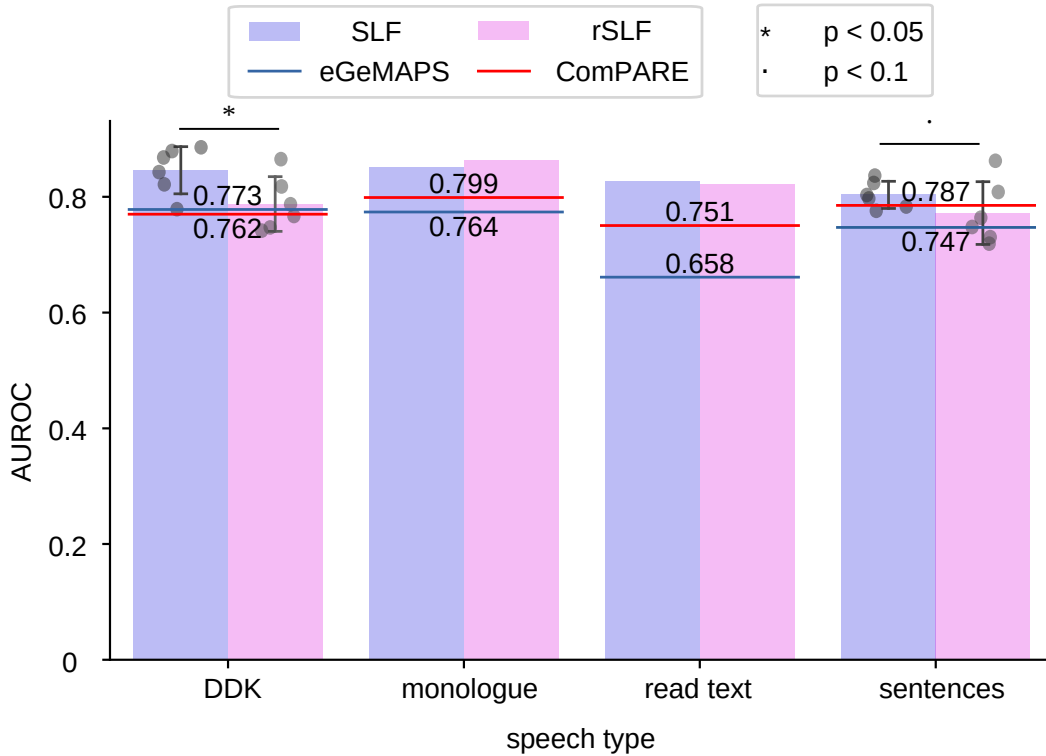 SLF rSLF
eGeMAPS ComPARE
* p < 0.05
. p < 0.1
AUROC
0.8
0.6
0.4
0.2
0
*
.
0.773
0.762
0.799
0.764
0.751
0.658
0.787
0.747
DDK monologue read text sentences
speech type